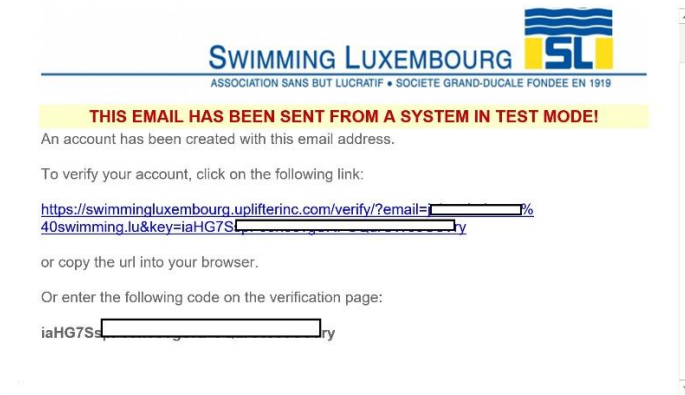 SWIMMING LUXEMBOURG SL
ASSOCIATION SANS BUT LUCRATIF • SOCIETE GRAND-DUCALE FONDEE EN 1919
THIS EMAIL HAS BEEN SENT FROM A SYSTEM IN TEST MODE!
An account has been created with this email address.
To verify your account, click on the following link:
https://swimmingluxembourg.uplifterinc.com/verify/?email= %
40swimming.lu&key=iaHG7S ry
or copy the url into your browser.
Or enter the following code on the verification page:
iaHG7Ss ry